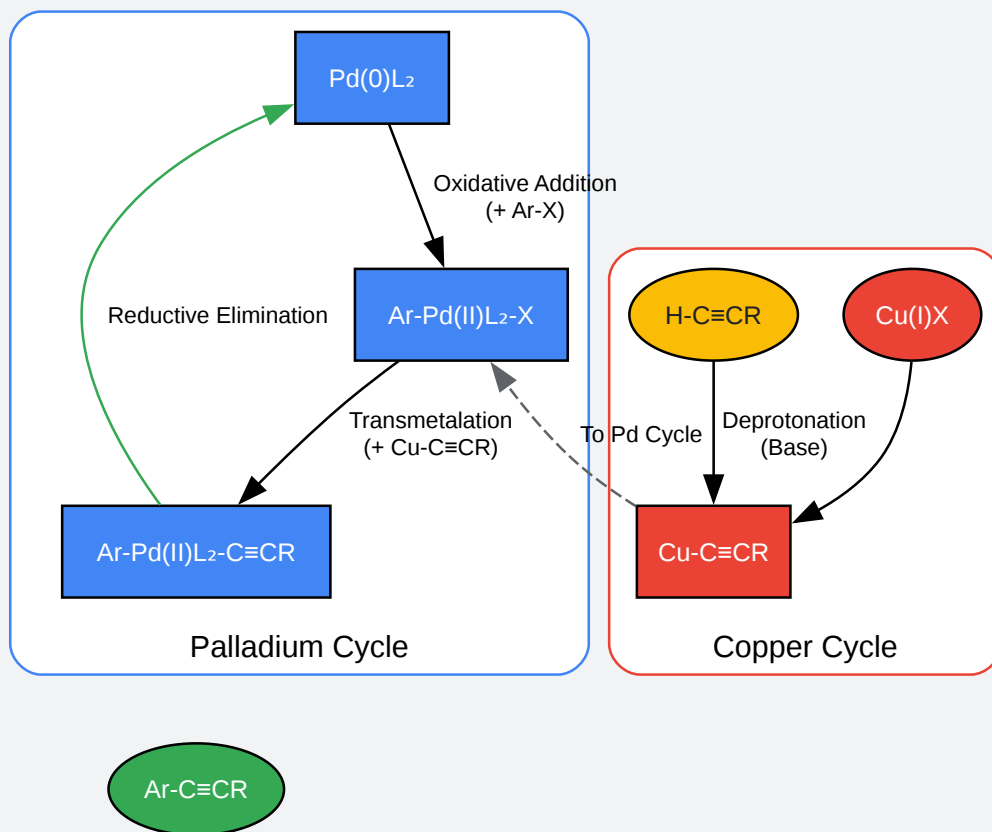 Pd(0)L₂
Oxidative Addition
(+ Ar-X)
Ar-Pd(II)L₂-X
H-C≡CR
Cu(I)X
Reductive Elimination
Transmetalation
(+ Cu-C≡CR)
To Pd Cycle
Deprotonation
(Base)
Ar-Pd(II)L₂-C≡CR
Cu-C≡CR
Palladium Cycle
Copper Cycle
Ar-C≡CR